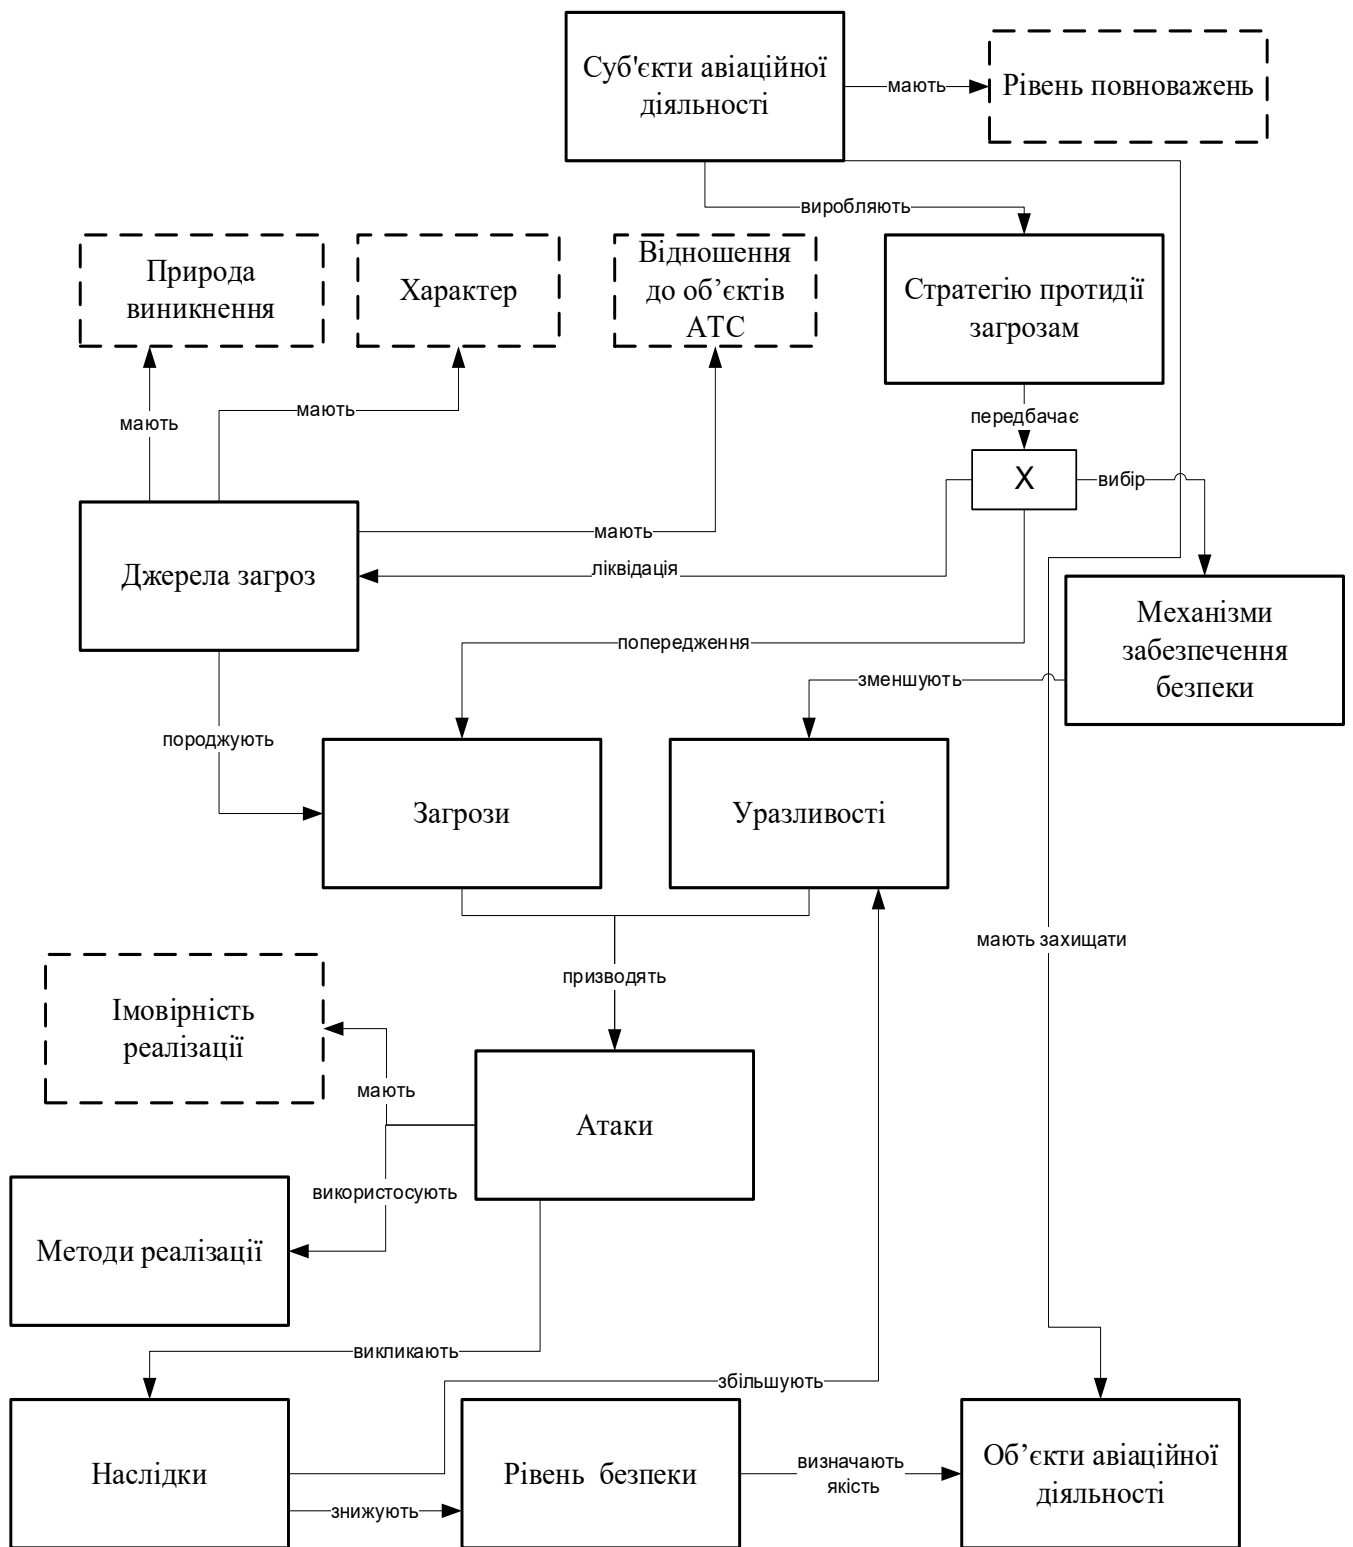 Суб'єкти авіаційної
діяльності
мають
Рівень повноважень
виробляють
Природа
виникнення
Характер
Відношення
до об’єктів
АТС
Стратегію протидії
загрозам
мають
мають
передбачає
X
вибір
мають
Джерела загроз
ліквідація
Механізми
забезпечення
безпеки
попередження
зменшують
породжують
Загрози
Уразливості
мають захищати
призводять
Імовірність
реалізації
мають
Атаки
використосують
Методи реалізації
викликають
збільшують
Наслідки
Рівень безпеки
визначають
якість
Об’єкти авіаційної
діяльності
знижують